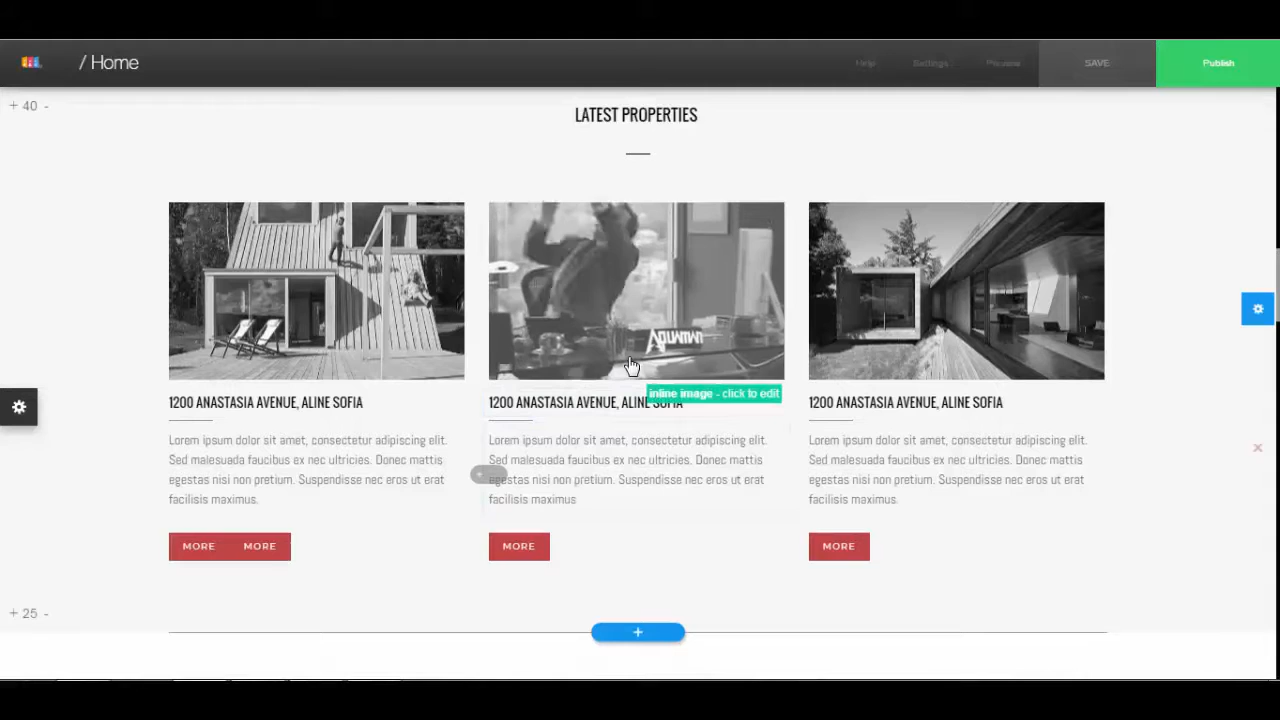 / Home
Help
Settings
Preview
SAVE
Publish
+ 40 -
LATEST PROPERTIES
inline image - click to edit
1200 ANASTASIA AVENUE, ALINE SOFIA
Lorem ipsum dolor sit amet, consectetur adipiscing elit.
Sed malesuada faucibus ex nec ultricies. Donec mattis
egestas nisi non pretium. Suspendisse nec eros ut erat
facilisis maximus.
MORE
MORE
1200 ANASTASIA AVENUE, ALINE SOFIA
Lorem ipsum dolor sit amet, consectetur adipiscing elit.
Sed malesuada faucibus ex nec ultricies. Donec mattis
egestas nisi non pretium. Suspendisse nec eros ut erat
facilisis maximus
MORE
1200 ANASTASIA AVENUE, ALINE SOFIA
Lorem ipsum dolor sit amet, consectetur adipiscing elit.
Sed malesuada faucibus ex nec ultricies. Donec mattis
egestas nisi non pretium. Suspendisse nec eros ut erat
facilisis maximus.
MORE
+ 25 -
+